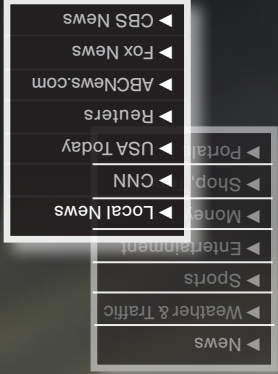 News
Weather & Traffic
Sports
Entertainment
Money
Shop,
Portals
Local News
CNN
USA Today
Reuters
ABCNews.com
Fox News
CBS News